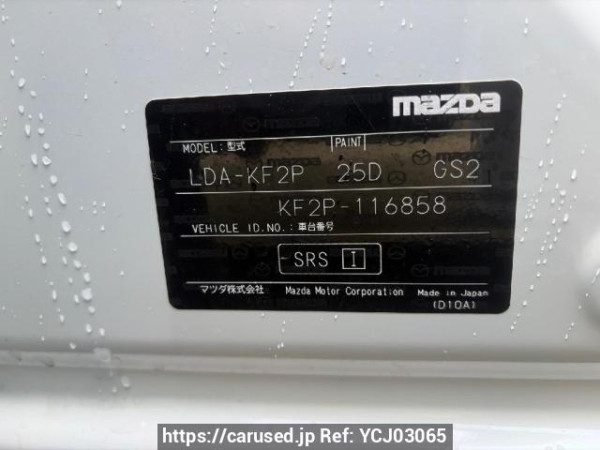 mazda
MODEL: 型式 PAINT
LDA-KF2P 25D GS2
KF2P-116858
VEHICLE ID.NO.: 車台番号
SRS I
マツダ株式会社 Mazda Motor Corporation Made in Japan
(D10A)
https://carused.jp Ref: YCJ03065